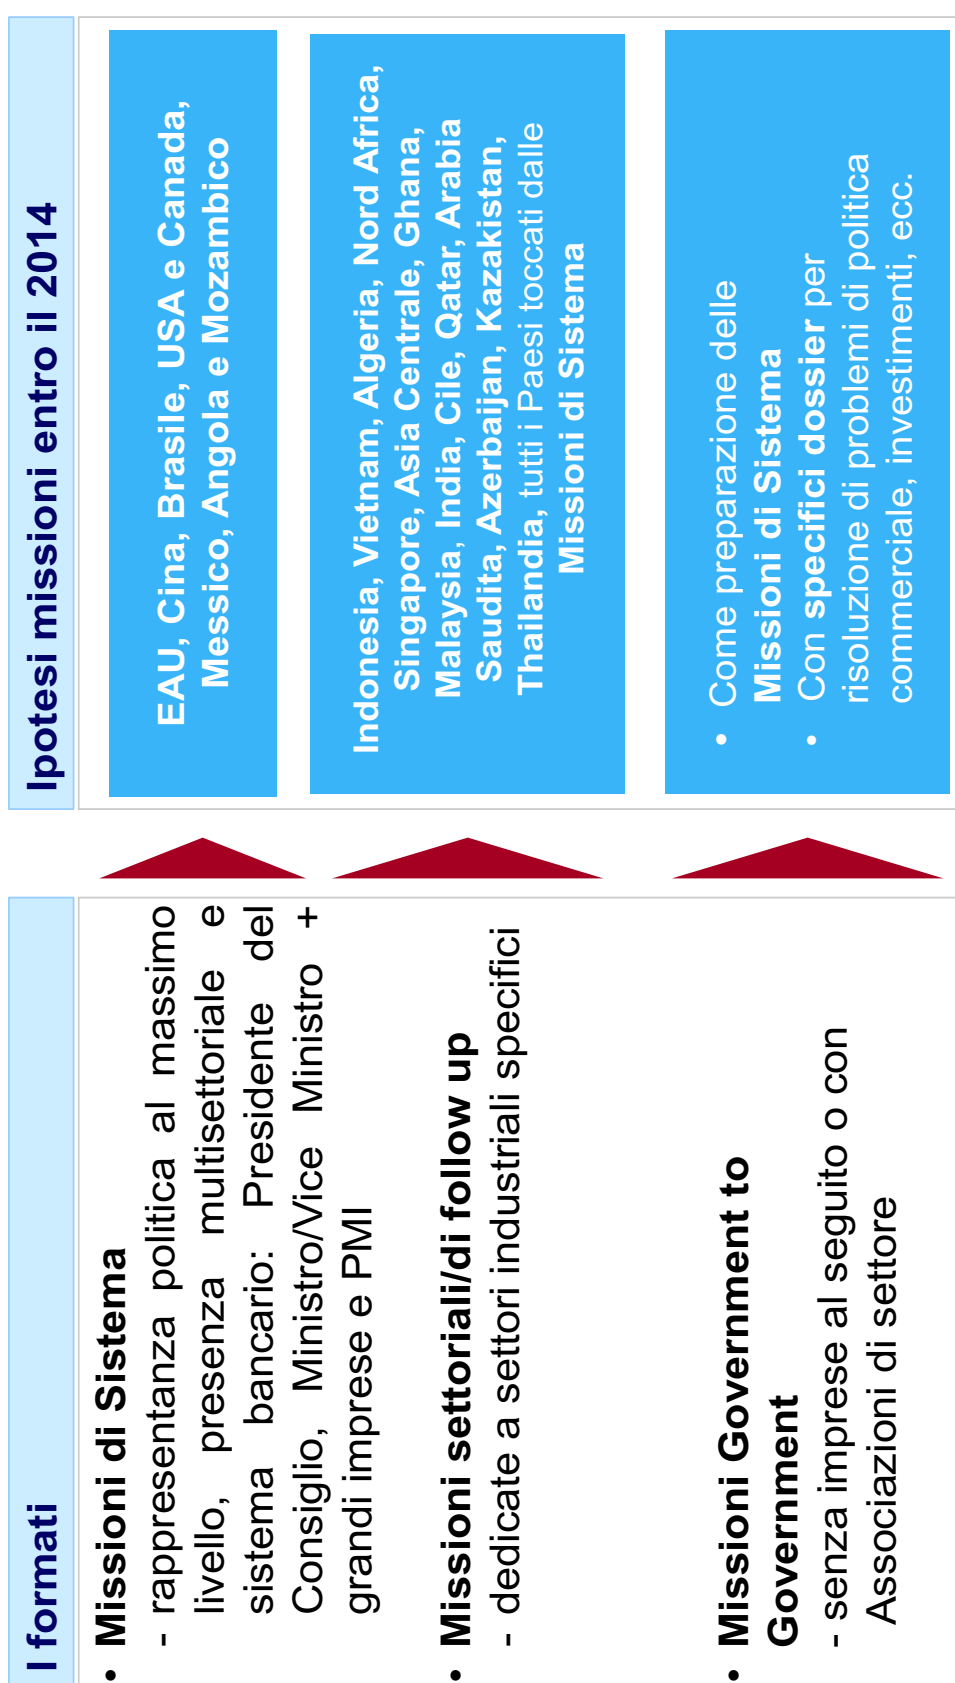 I formati
• Missioni di Sistema
- rappresentanza politica al massimo
livello, presenza multisettoriale e
sistema bancario: Presidente del
Consiglio, Ministro/Vice Ministro +
grandi imprese e PMI
• Missioni settoriali/di follow up
- dedicate a settori industriali specifici
• Missioni Government to
Government
- senza imprese al seguito o con
Associazioni di settore
Ipotesi missioni entro il 2014
EAU, Cina, Brasile, USA e Canada,
Messico, Angola e Mozambico
Indonesia, Vietnam, Algeria, Nord Africa,
Singapore, Asia Centrale, Ghana,
Malaysia, India, Cile, Qatar, Arabia
Saudita, Azerbaijan, Kazakistan,
Thailandia, tutti i Paesi toccati dalle
Missioni di Sistema
• Come preparazione delle
Missioni di Sistema
• Con specifici dossier per
risoluzione di problemi di politica
commerciale, investimenti, ecc.